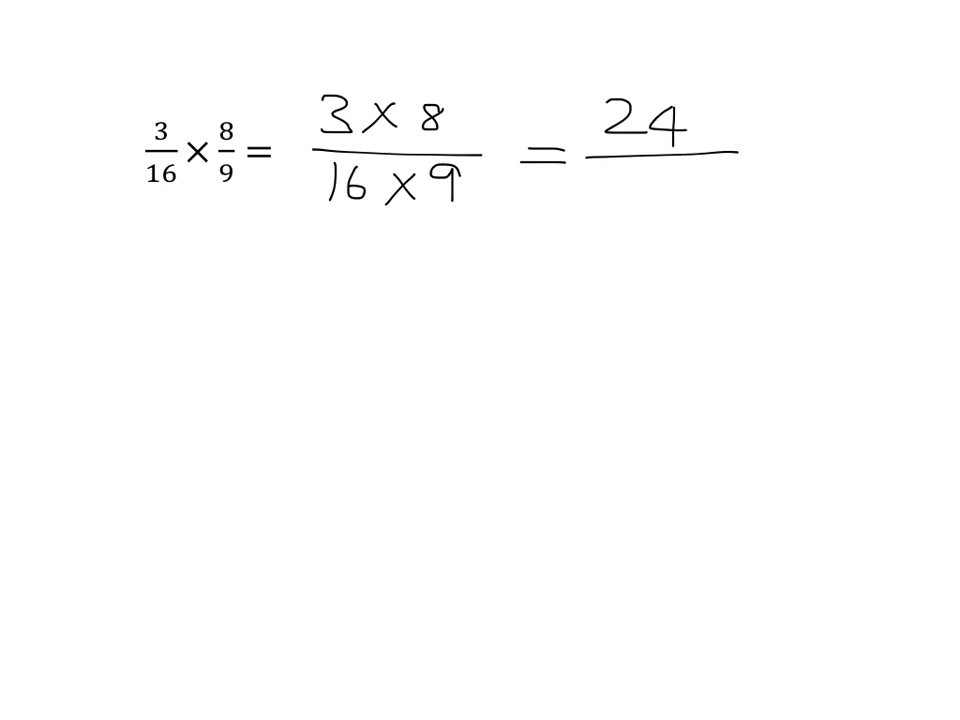 3/16 × 8/9 = (3 × 8)/(16 × 9) = 24/